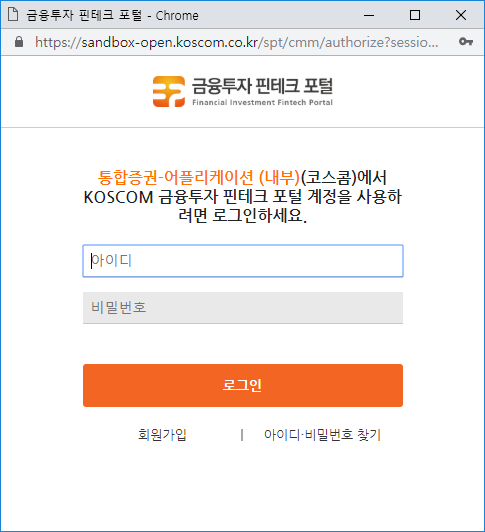 금융투자 핀테크 포털 - Chrome
https://sandbox-open.koscom.co.kr/spt/cmm/authorize?sessio...
금융투자 핀테크 포털
Financial Investment Fintech Portal
통합증권-어플리케이션 (내부)(코스콤)에서
KOSCOM 금융투자 핀테크 포털 계정을 사용하
려면 로그인하세요.
아이디
비밀번호
로그인
회원가입 | 아이디·비밀번호 찾기